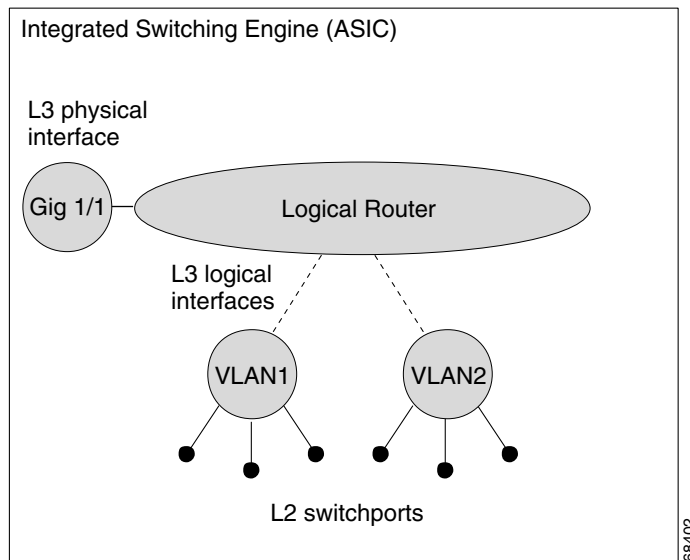 Integrated Switching Engine (ASIC)
L3 physical
interface
Gig 1/1
Logical Router
L3 logical
interfaces
VLAN1
VLAN2
L2 switchports
68402